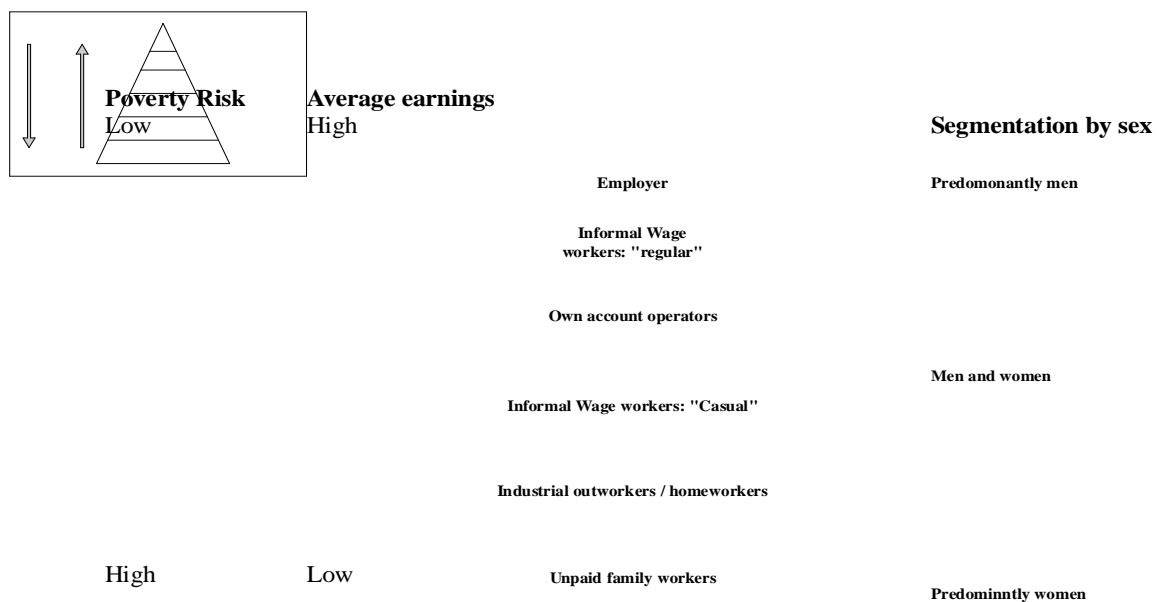 Poverty Risk Average earnings
Low High Segmentation by sex
Employer Predomonantly men
Informal Wage
workers: "regular"
Own account operators
Men and women
Informal Wage workers: "Casual"
Industrial outworkers / homeworkers
High Low Unpaid family workers
Predominntly women